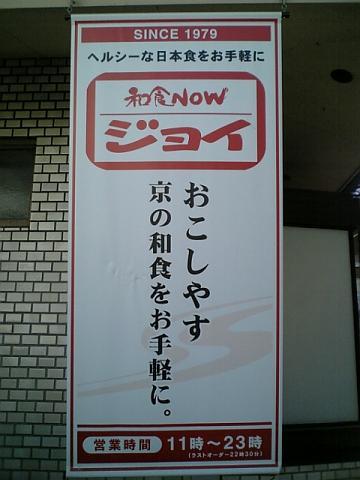 SINCE 1979
ヘルシーな日本食をお手軽に
和食NOW
ジョイ
おこしやす
京の和食をお手軽に。
営業時間 11時～23時
(ラストオーダー22時30分)